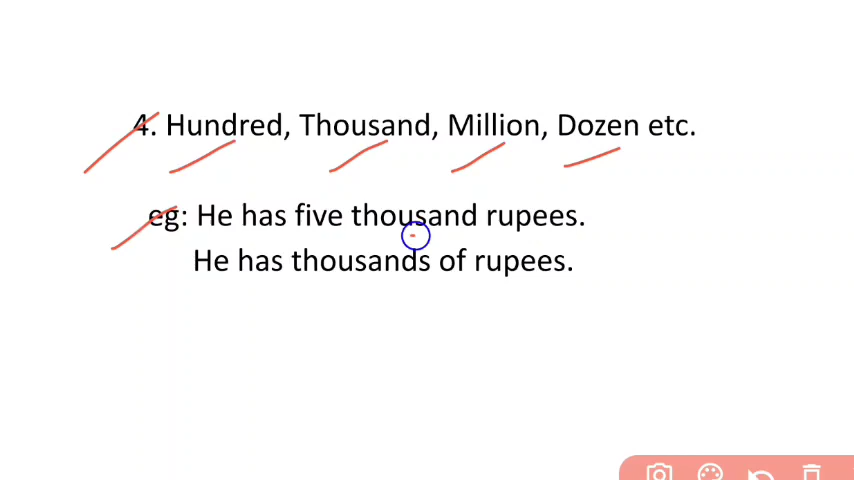 4. Hundred, Thousand, Million, Dozen etc.
eg: He has five thousand rupees.
He has thousands of rupees.